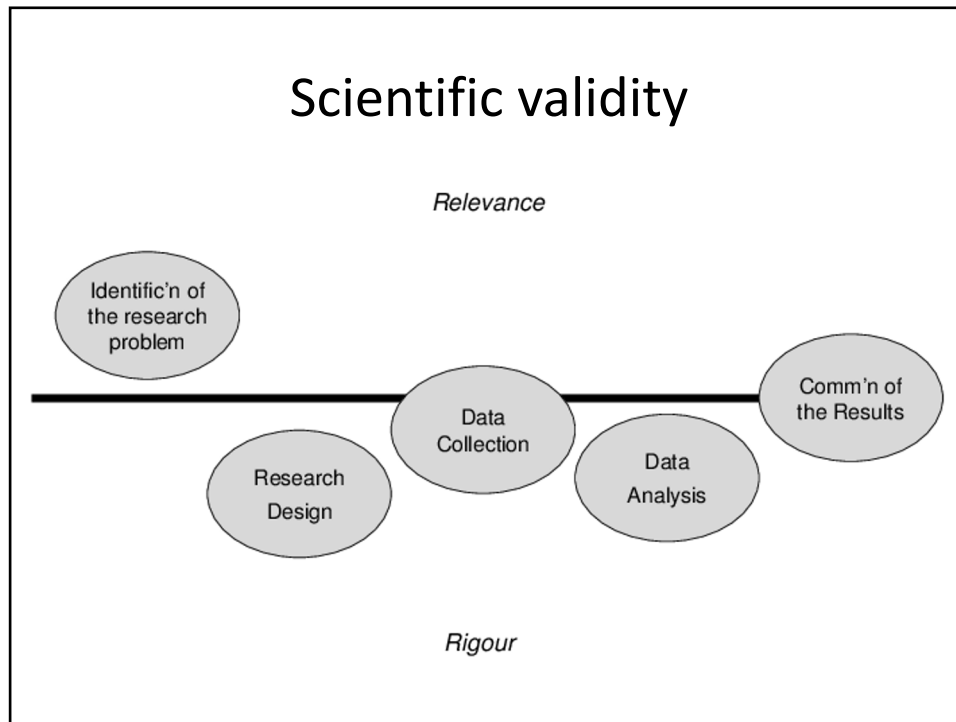 Scientific validity
Relevance
Identific'n of
the research
problem
Research
Design
Data
Collection
Data
Analysis
Comm'n of
the Results
Rigour